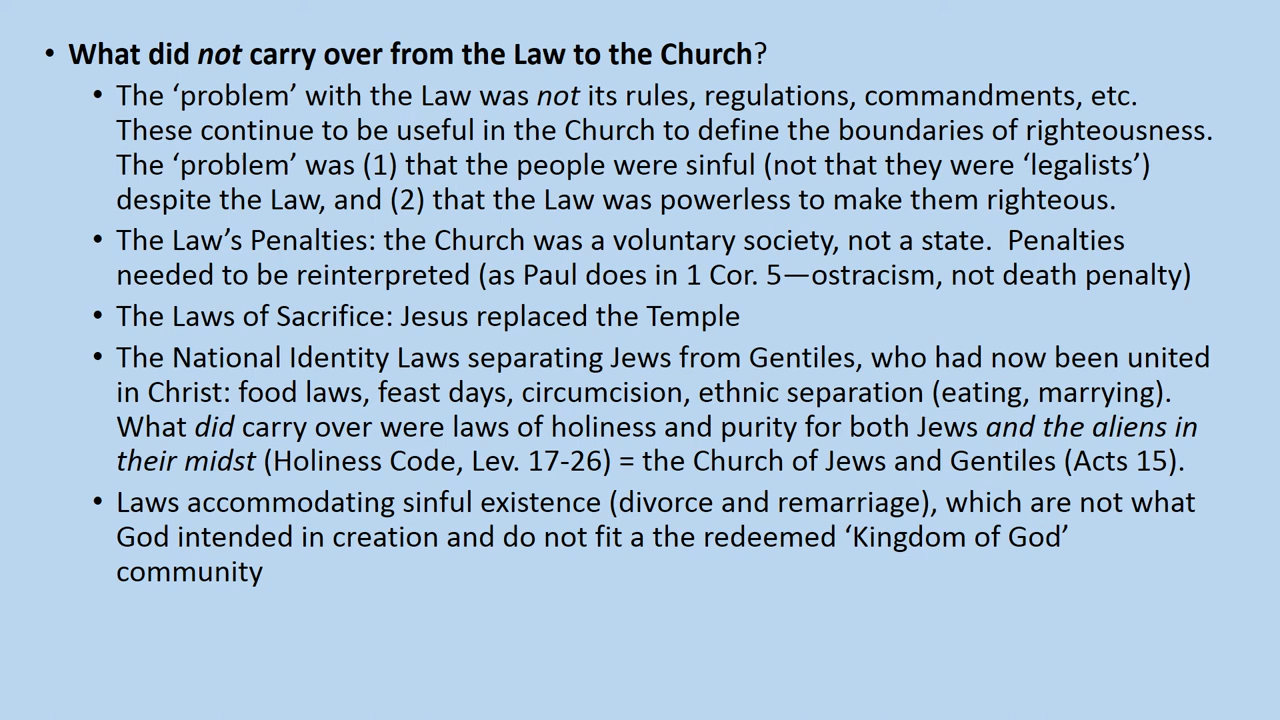 • What did not carry over from the Law to the Church?
• The ‘problem’ with the Law was not its rules, regulations, commandments, etc.
These continue to be useful in the Church to define the boundaries of righteousness.
The ‘problem’ was (1) that the people were sinful (not that they were ‘legalists’)
despite the Law, and (2) that the Law was powerless to make them righteous.
• The Law’s Penalties: the Church was a voluntary society, not a state.  Penalties
needed to be reinterpreted (as Paul does in 1 Cor. 5—ostracism, not death penalty)
• The Laws of Sacrifice: Jesus replaced the Temple
• The National Identity Laws separating Jews from Gentiles, who had now been united
in Christ: food laws, feast days, circumcision, ethnic separation (eating, marrying).
What did carry over were laws of holiness and purity for both Jews and the aliens in
their midst (Holiness Code, Lev. 17-26) = the Church of Jews and Gentiles (Acts 15).
• Laws accommodating sinful existence (divorce and remarriage), which are not what
God intended in creation and do not fit a the redeemed ‘Kingdom of God’
community